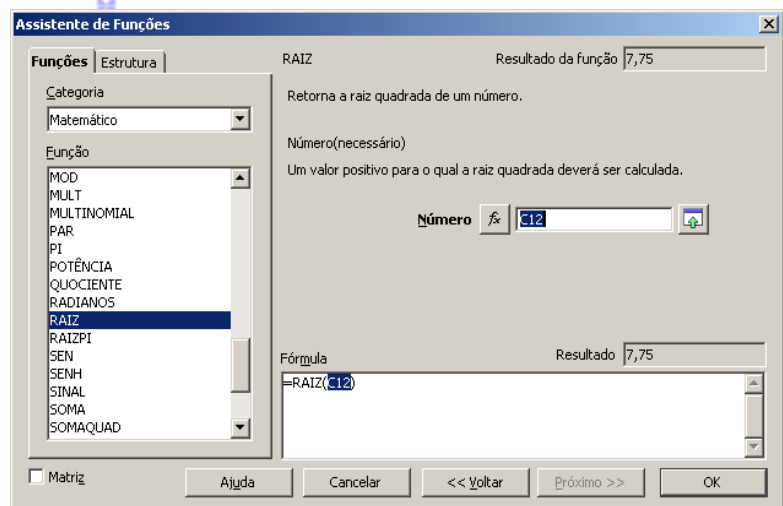 Assistente de Funções
Funções Estrutura
Categoria
Matemático
Função
MOD
MULT
MULTINOMIAL
PAR
PI
POTÊNCIA
QUOCIENTE
RADIANOS
RAIZ
RAIZPI
SEN
SENH
SINAL
SOMA
SOMAQUAD
RAIZ Resultado da função 7,75
Retorna a raiz quadrada de um número.
Número(necessário)
Um valor positivo para o qual a raiz quadrada deverá ser calculada.
Número fx C12
Fórmula Resultado 7,75
=RAIZ(C12)
Matriz Ajuda Cancelar << Voltar Próximo >> OK